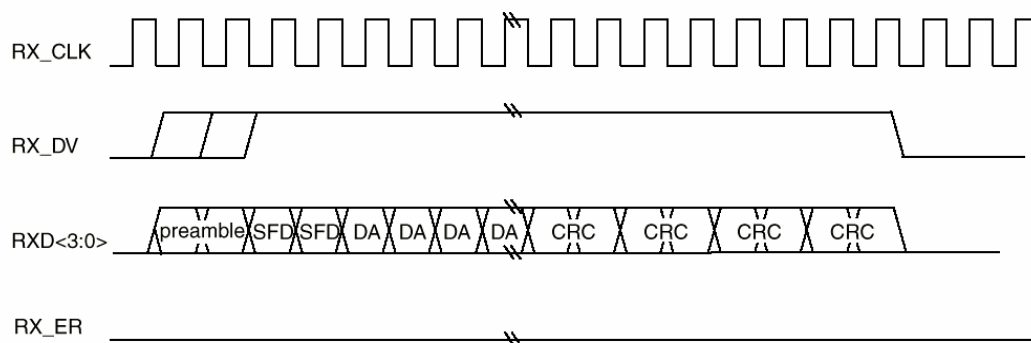 RX_CLK
RX_DV
RXD<3:0> preamble SFD SFD DA DA DA DA CRC CRC CRC CRC
RX_ER